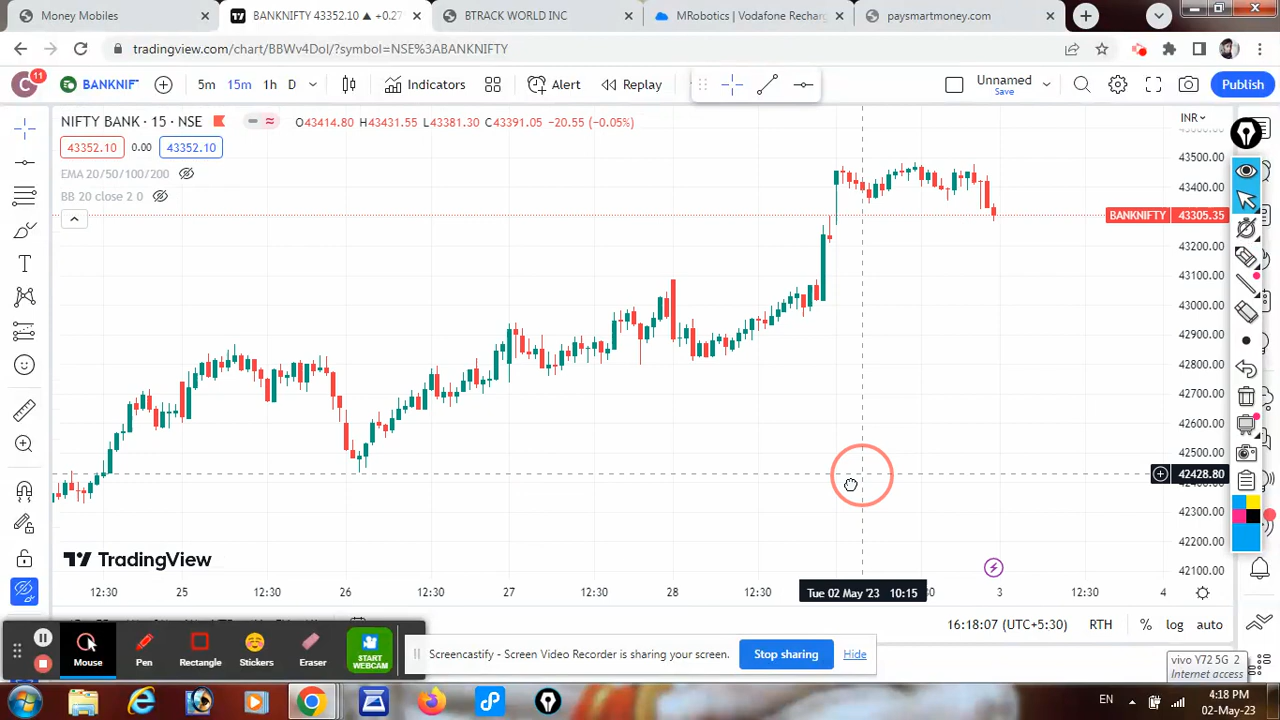 Money Mobiles
BANKNIFTY 43352.10 ▲ +0.27
BTRACK WORLD INC
MRobotics | Vodafone Recharg
paysmartmoney.com
tradingview.com/chart/BBWv4Dol/?symbol=NSE%3ABANKNIFTY
C 11
BANKNIF
5m 15m 1h D
Indicators
Alert
Replay
Unnamed
Save
Publish
NIFTY BANK · 15 · NSE
O43414.80 H43431.55 L43381.30 C43391.05 −20.55 (−0.05%)
INR
43352.10 0.00 43352.10
EMA 20/50/100/200
BB 20 close 2 0
43500.00
43400.00
BANKNIFTY 43305.35
43200.00
43100.00
43000.00
42900.00
42800.00
42700.00
42600.00
42500.00
42428.80
42300.00
42200.00
42100.00
TradingView
12:30 25 12:30 26 12:30 27 12:30 28 12:30 Tue 02 May '23 10:15 3 12:30 4
16:18:07 (UTC+5:30) RTH % log auto
Mouse
Pen
Rectangle
Stickers
Eraser
START
WEBCAM
Screencastify - Screen Video Recorder is sharing your screen.
Stop sharing
Hide
vivo Y72 5G 2
Internet access
EN
4:18 PM
02-May-23